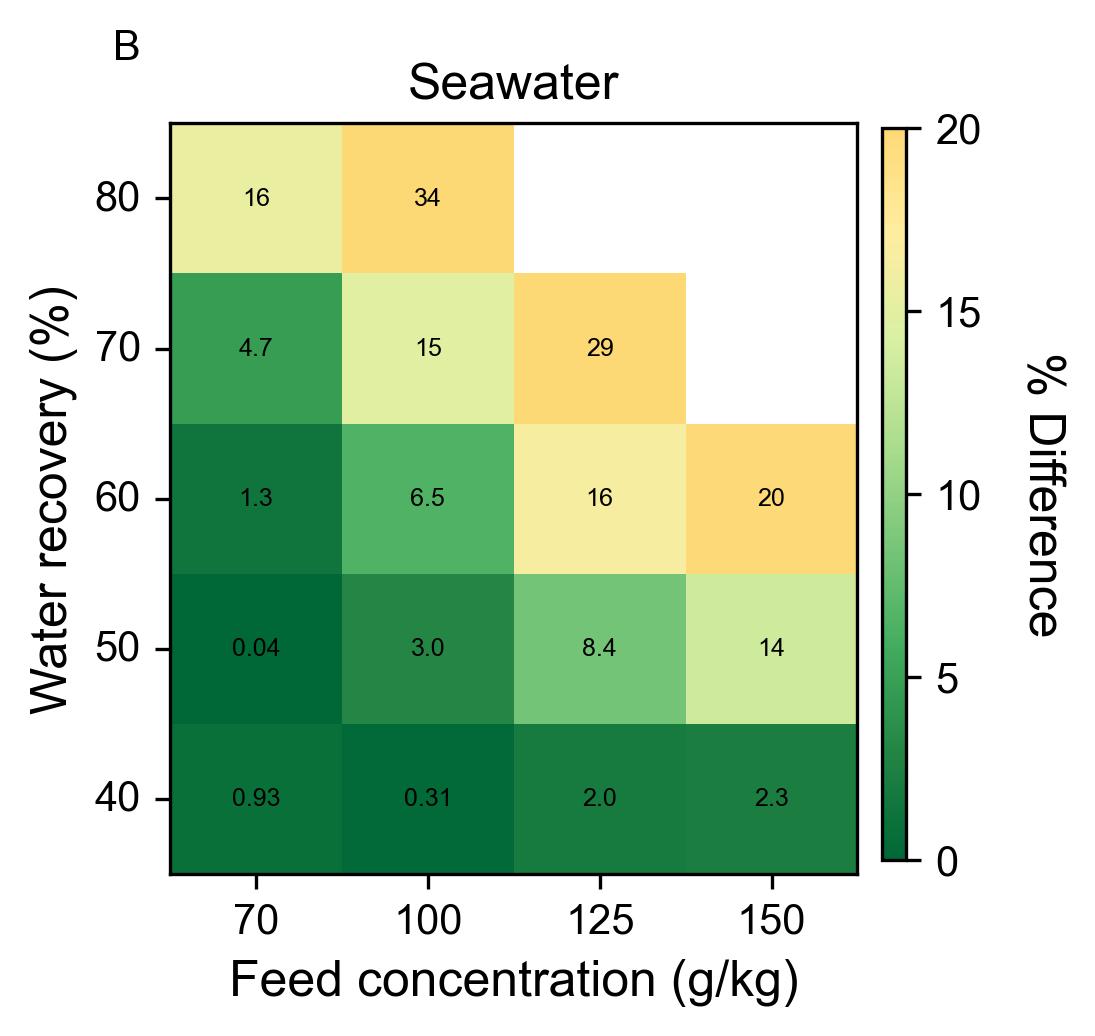 B
Seawater
80 16 34
70 4.7 15 29
60 1.3 6.5 16 20
50 0.04 3.0 8.4 14
40 0.93 0.31 2.0 2.3
70 100 125 150
Feed concentration (g/kg)
Water recovery (%)
20
15
10
5
0
% Difference